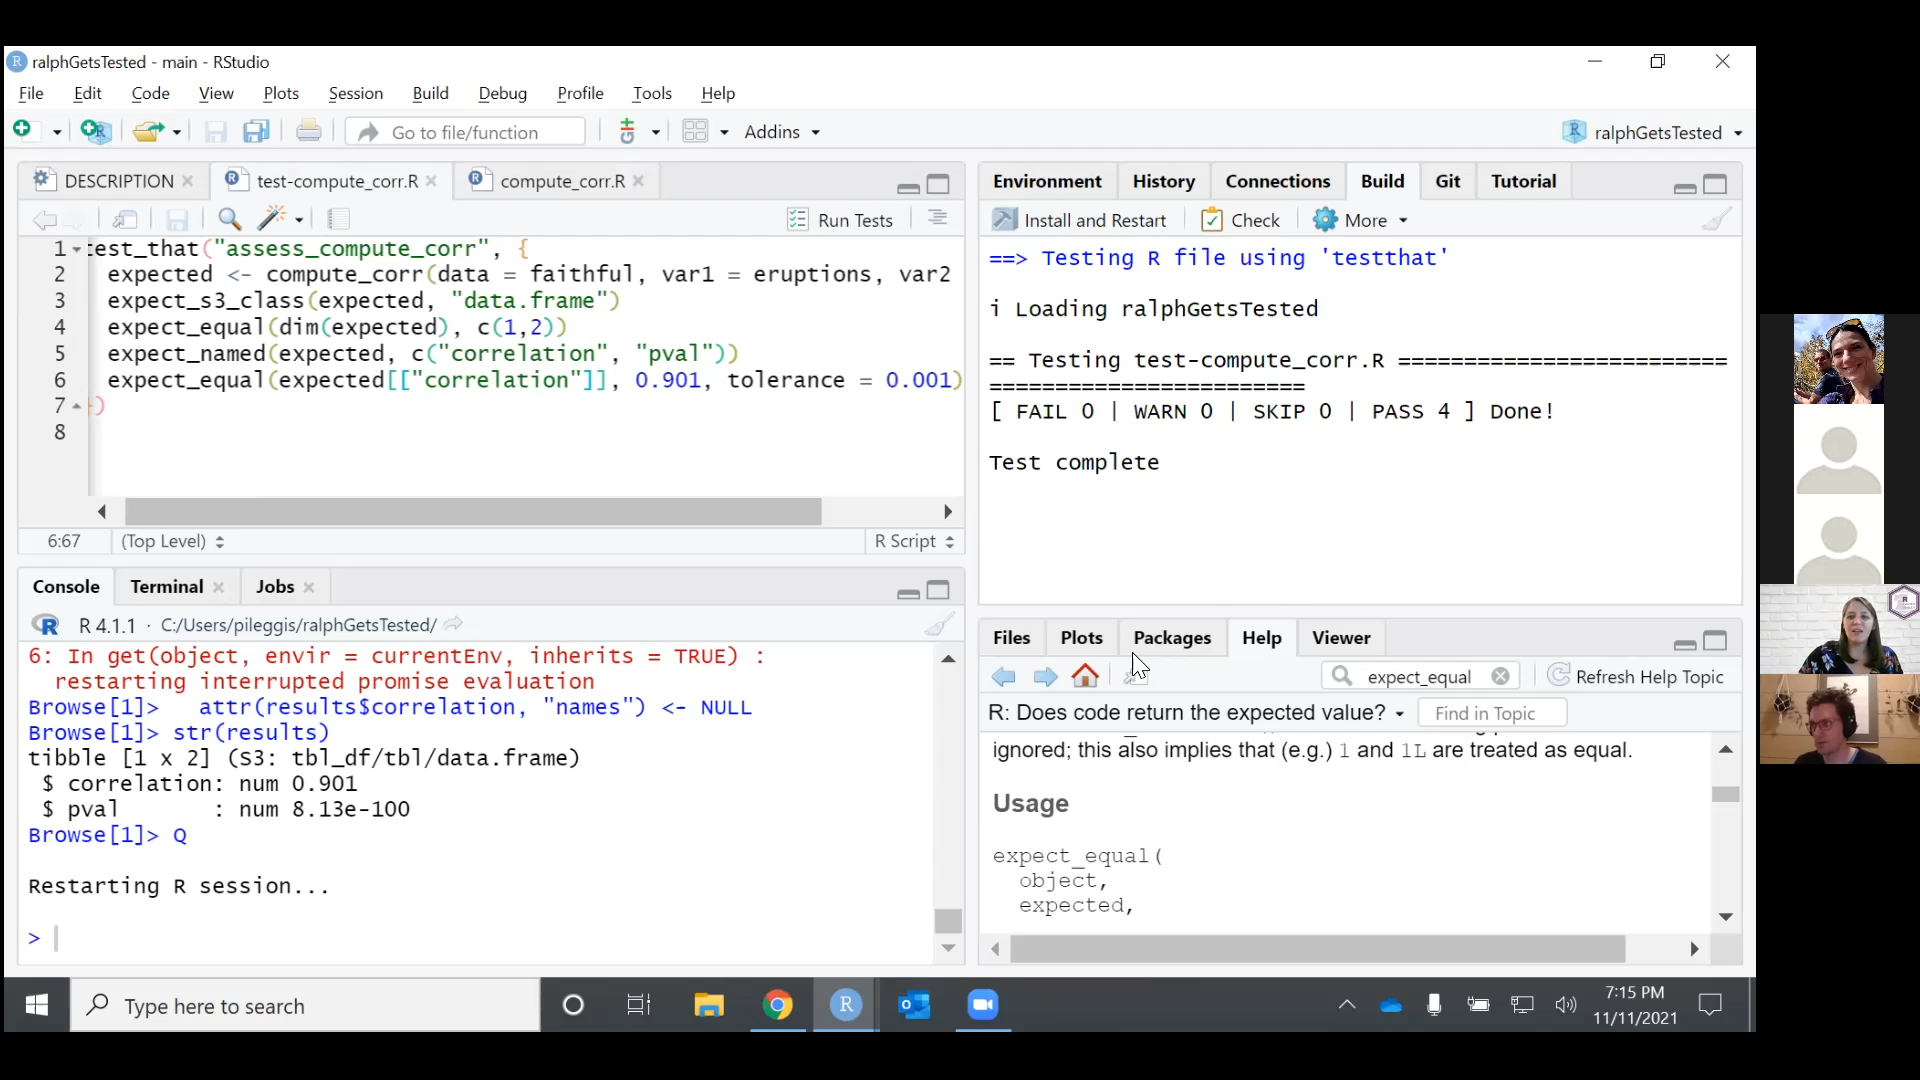 ralphGetsTested - main - RStudio
File Edit Code View Plots Session Build Debug Profile Tools Help
Go to file/function
Addins
ralphGetsTested
DESCRIPTION
test-compute_corr.R
compute_corr.R
Run Tests
1 test_that("assess_compute_corr", {
2 expected <- compute_corr(data = faithful, var1 = eruptions, var2
3 expect_s3_class(expected, "data.frame")
4 expect_equal(dim(expected), c(1,2))
5 expect_named(expected, c("correlation", "pval"))
6 expect_equal(expected[["correlation"]], 0.901, tolerance = 0.001)
7 })
8
6:67 (Top Level) R Script
Environment History Connections Build Git Tutorial
Install and Restart Check More
==> Testing R file using 'testthat'
i Loading ralphGetsTested
== Testing test-compute_corr.R =========================
========================
[ FAIL 0 | WARN 0 | SKIP 0 | PASS 4 ] Done!
Test complete
Console Terminal Jobs
R 4.1.1 · C:/Users/pileggis/ralphGetsTested/
6: In get(object, envir = currentEnv, inherits = TRUE) :
restarting interrupted promise evaluation
Browse[1]> attr(results$correlation, "names") <- NULL
Browse[1]> str(results)
tibble [1 x 2] (S3: tbl_df/tbl/data.frame)
$ correlation: num 0.901
$ pval : num 8.13e-100
Browse[1]> Q
Restarting R session...
>
Files Plots Packages Help Viewer
expect_equal
Refresh Help Topic
R: Does code return the expected value?
Find in Topic
ignored; this also implies that (e.g.) 1 and 1L are treated as equal.
Usage
expect_equal(
object,
expected,
Type here to search
7:15 PM
11/11/2021